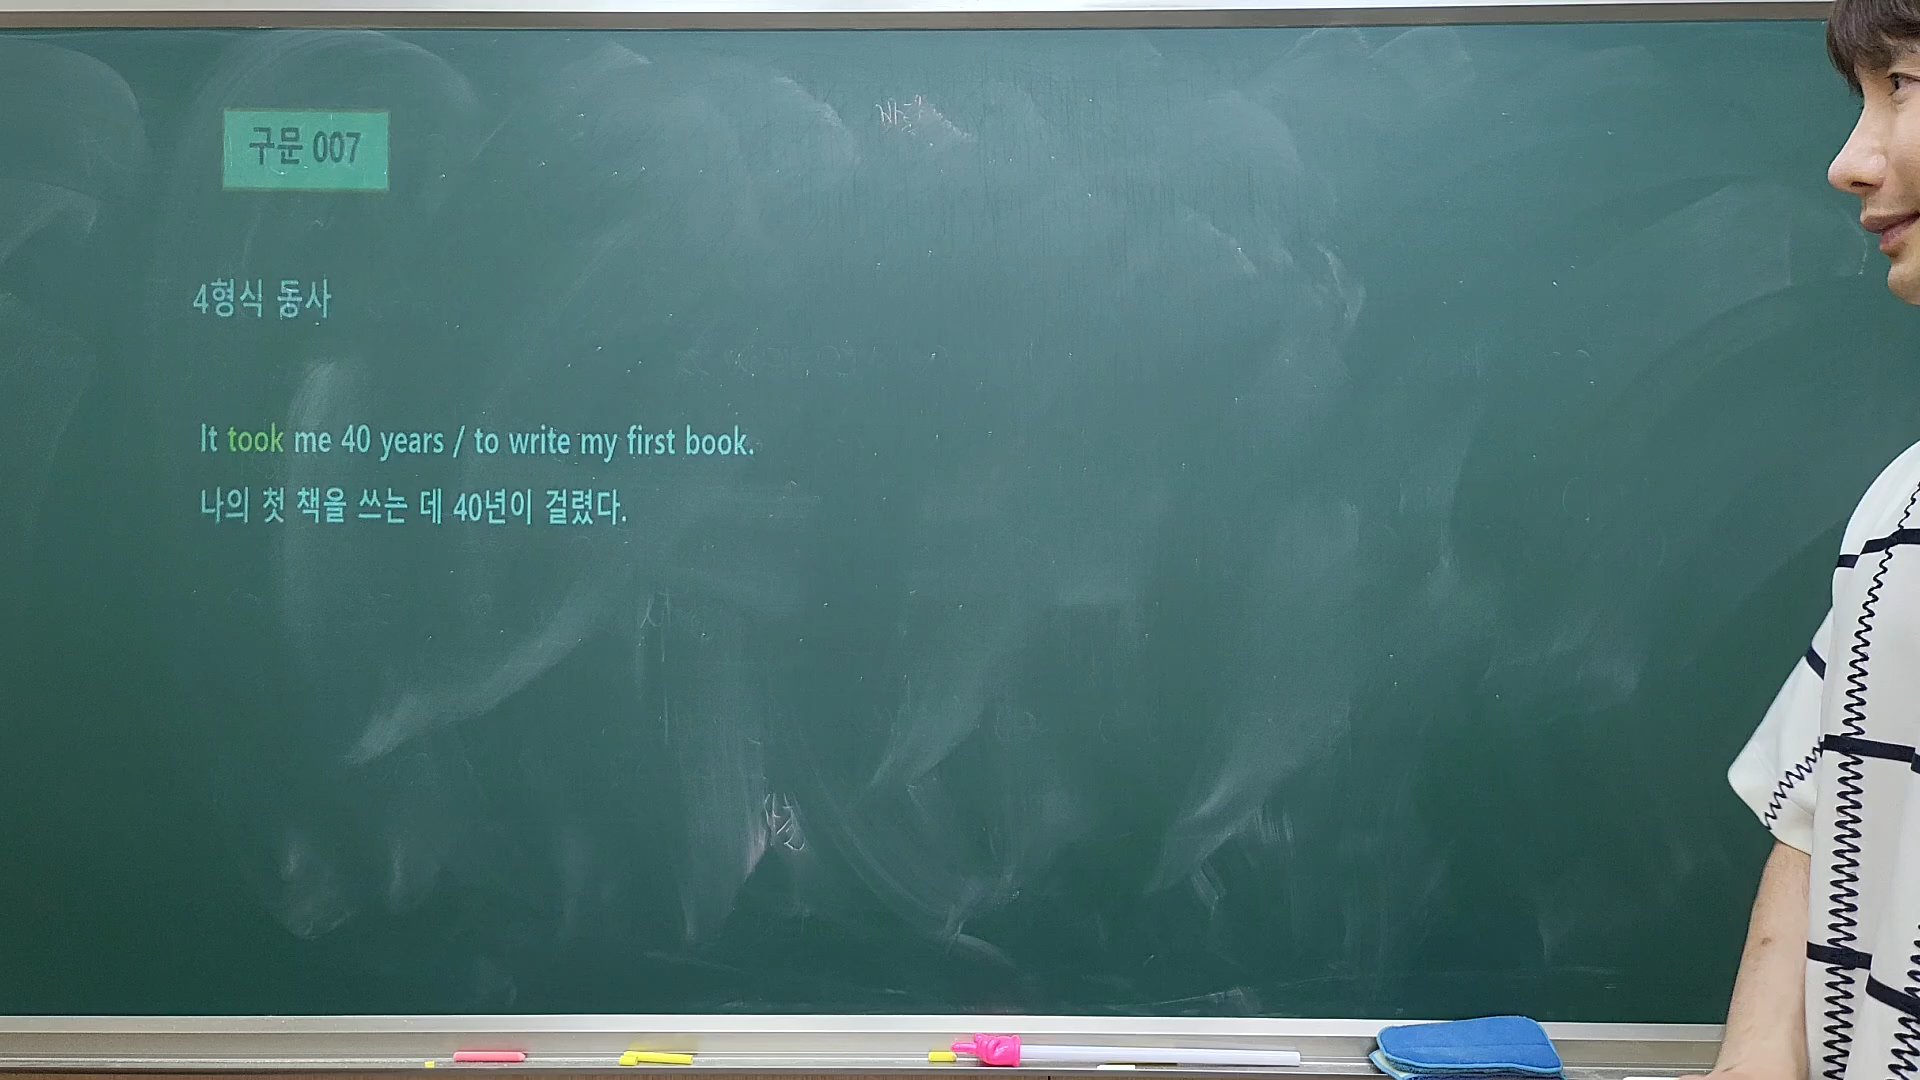 구문 007
4형식 동사
It took me 40 years / to write my first book.
나의 첫 책을 쓰는 데 40년이 걸렸다.